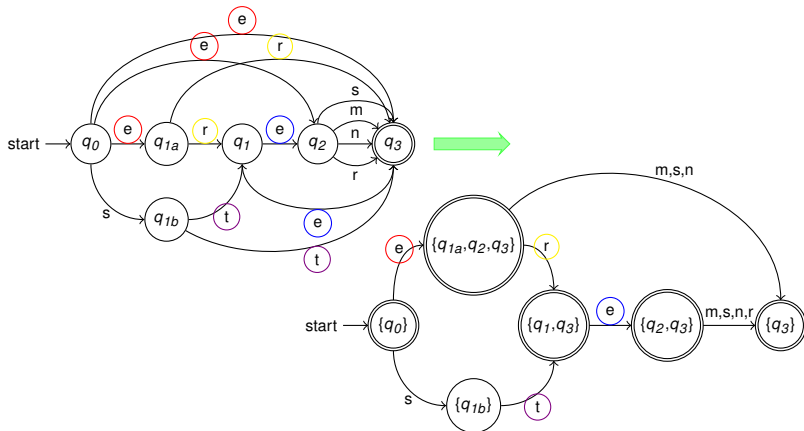 e
e
r
s
m
start
q0
e
q1a
r
q1
e
q2
n
q3
r
s
q1b
t
e
t
m,s,n
e
{q1a,q2,q3}
r
start
{q0}
{q1,q3}
e
{q2,q3}
m,s,n,r
{q3}
s
{q1b}
t